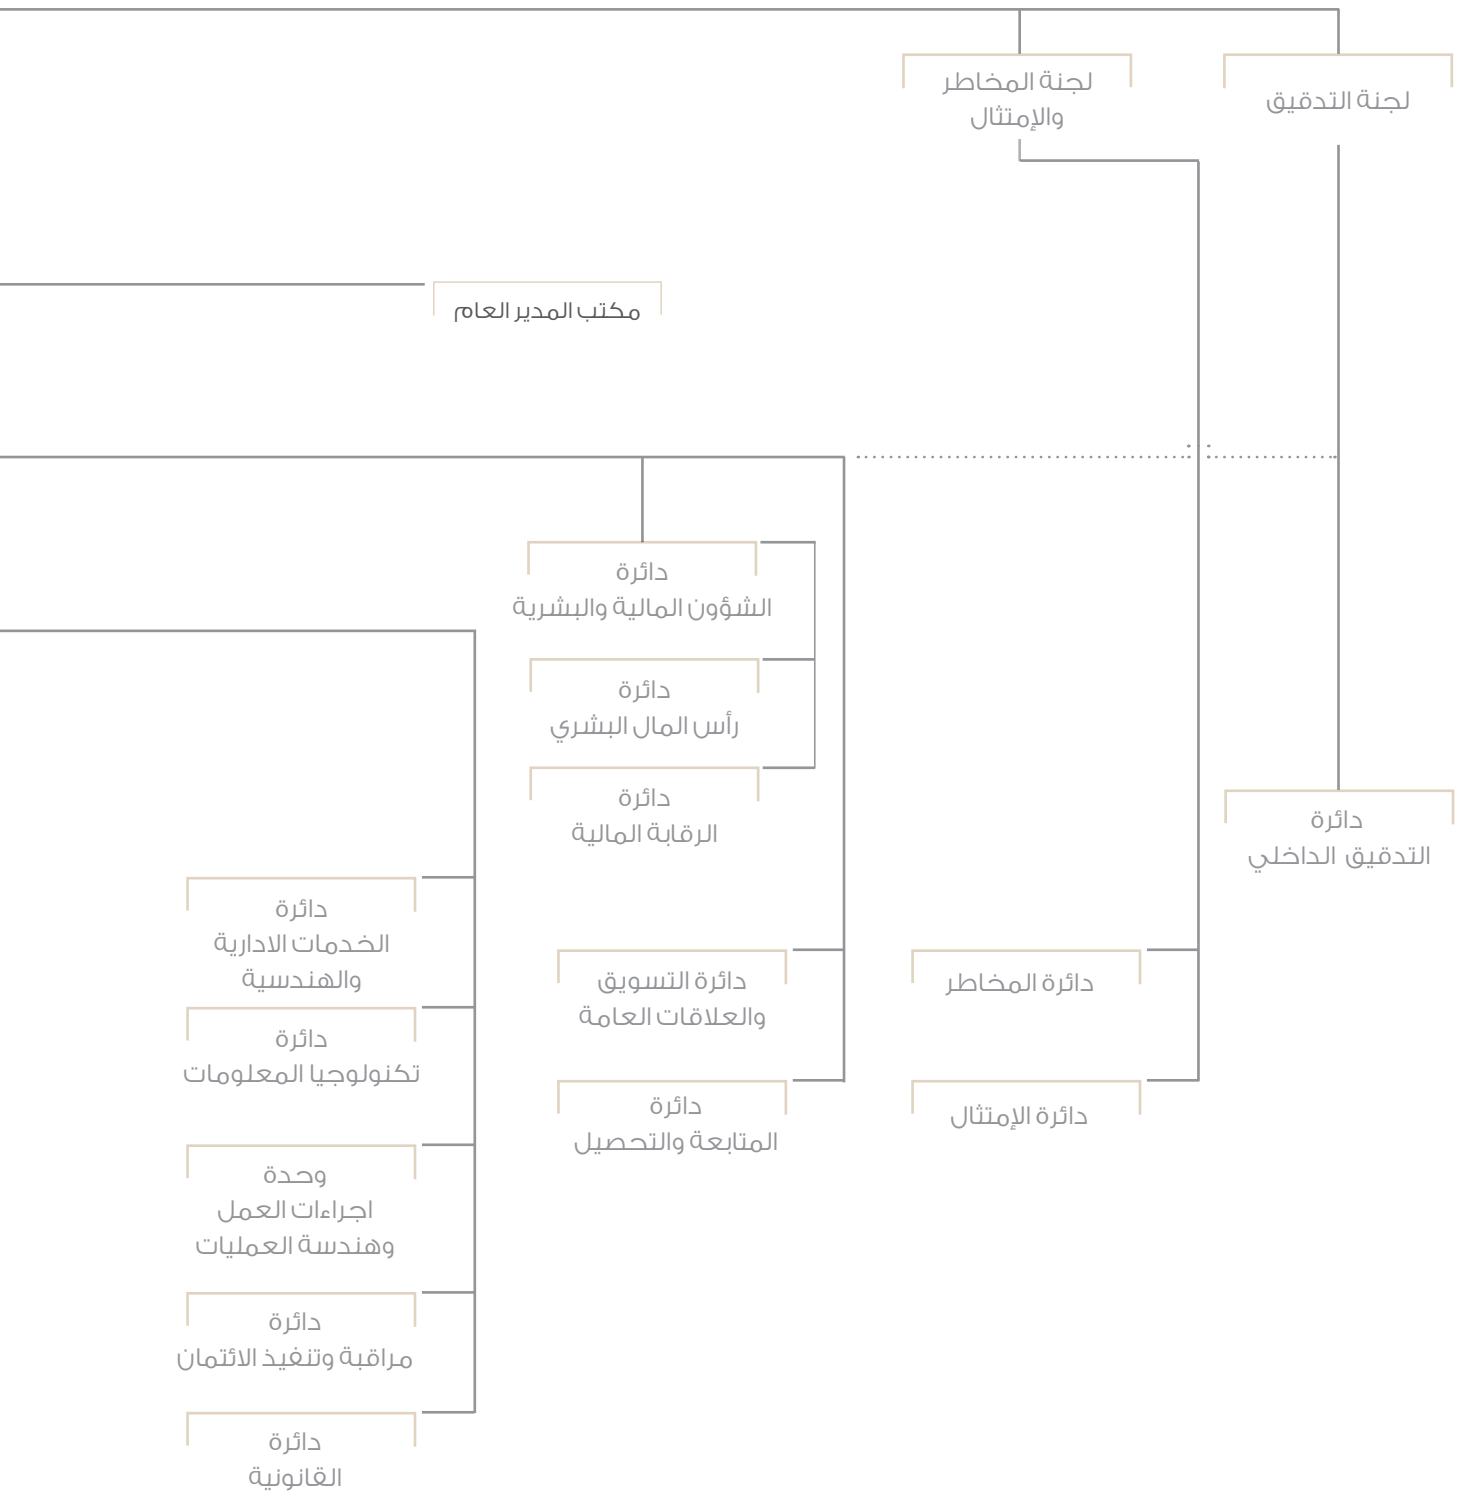 لجنة التدقيق
لجنة المخاطر
والإمتثال
مكتب المدير العام
دائرة
الشؤون المالية والبشرية
دائرة
رأس المال البشري
دائرة
الرقابة المالية
دائرة
التدقيق الداخلي
دائرة المخاطر
دائرة الإمتثال
دائرة التسويق
والعلاقات العامة
دائرة
المتابعة والتحصيل
دائرة
الخدمات الادارية
والهندسية
دائرة
تكنولوجيا المعلومات
وحدة
اجراءات العمل
وهندسة العمليات
دائرة
مراقبة وتنفيذ الائتمان
دائرة
القانونية